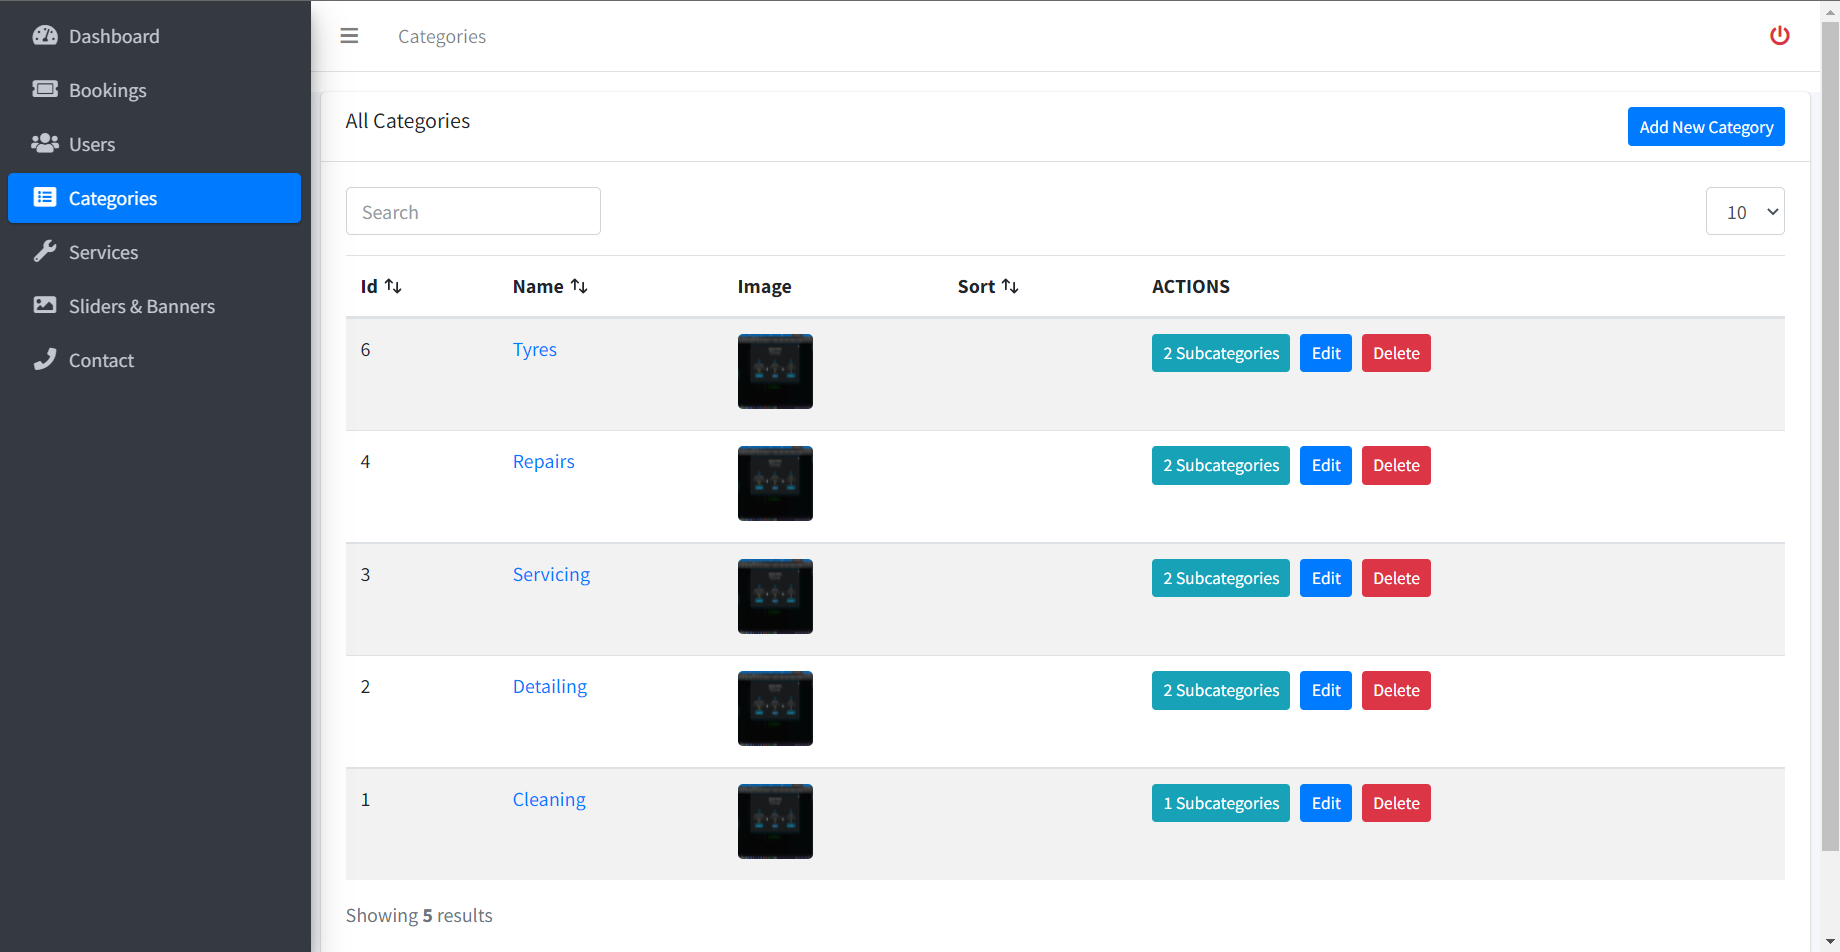 Dashboard
Bookings
Users
Categories
Services
Sliders & Banners
Contact
Categories
All Categories
Add New Category
Search
10
Id Name Image Sort ACTIONS
6 Tyres 2 Subcategories Edit Delete
4 Repairs 2 Subcategories Edit Delete
3 Servicing 2 Subcategories Edit Delete
2 Detailing 2 Subcategories Edit Delete
1 Cleaning 1 Subcategories Edit Delete
Showing 5 results